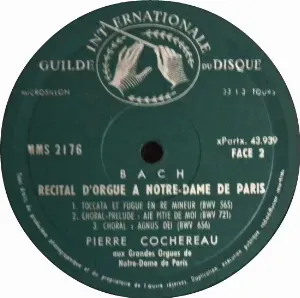 INTERNATIONALE
GUILDE DU DISQUE
MICROSILLON 33 1-3 TOURS
MMS 2176 xPartx. 43.939
FACE 2
BACH
RECITAL D'ORGUE A NOTRE-DAME DE PARIS
1. TOCCATA ET FUGUE EN RE MINEUR (BWV 565)
2. CHORAL-PRELUDE - AIE PITIE DE MOI (BWV 721)
3. CHORAL : AGNUS DEI (BWV 656)
PIERRE COCHEREAU
aux Grandes Orgues de
Notre-Dame de Paris